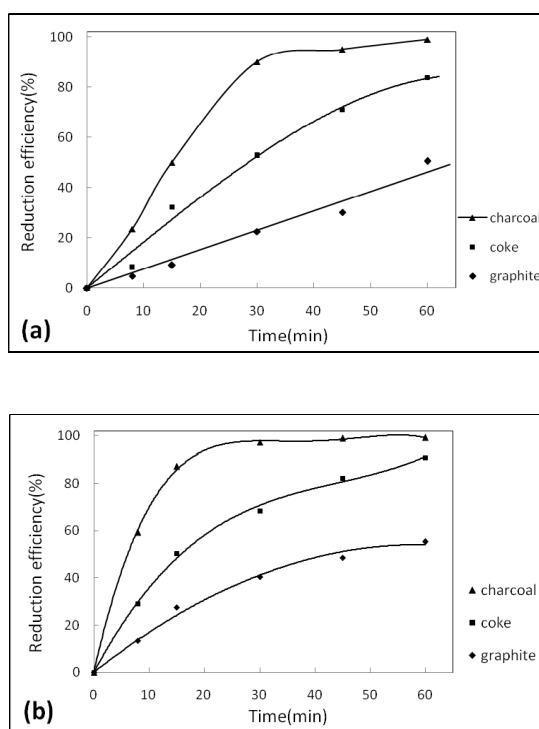 100
80
60
40
20
0
Reduction efficiency(%)
0 10 20 30 40 50 60
Time(min)
charcoal
coke
graphite
(a)
100
80
60
40
20
0
Reduction efficiency(%)
0 10 20 30 40 50 60
Time(min)
charcoal
coke
graphite
(b)